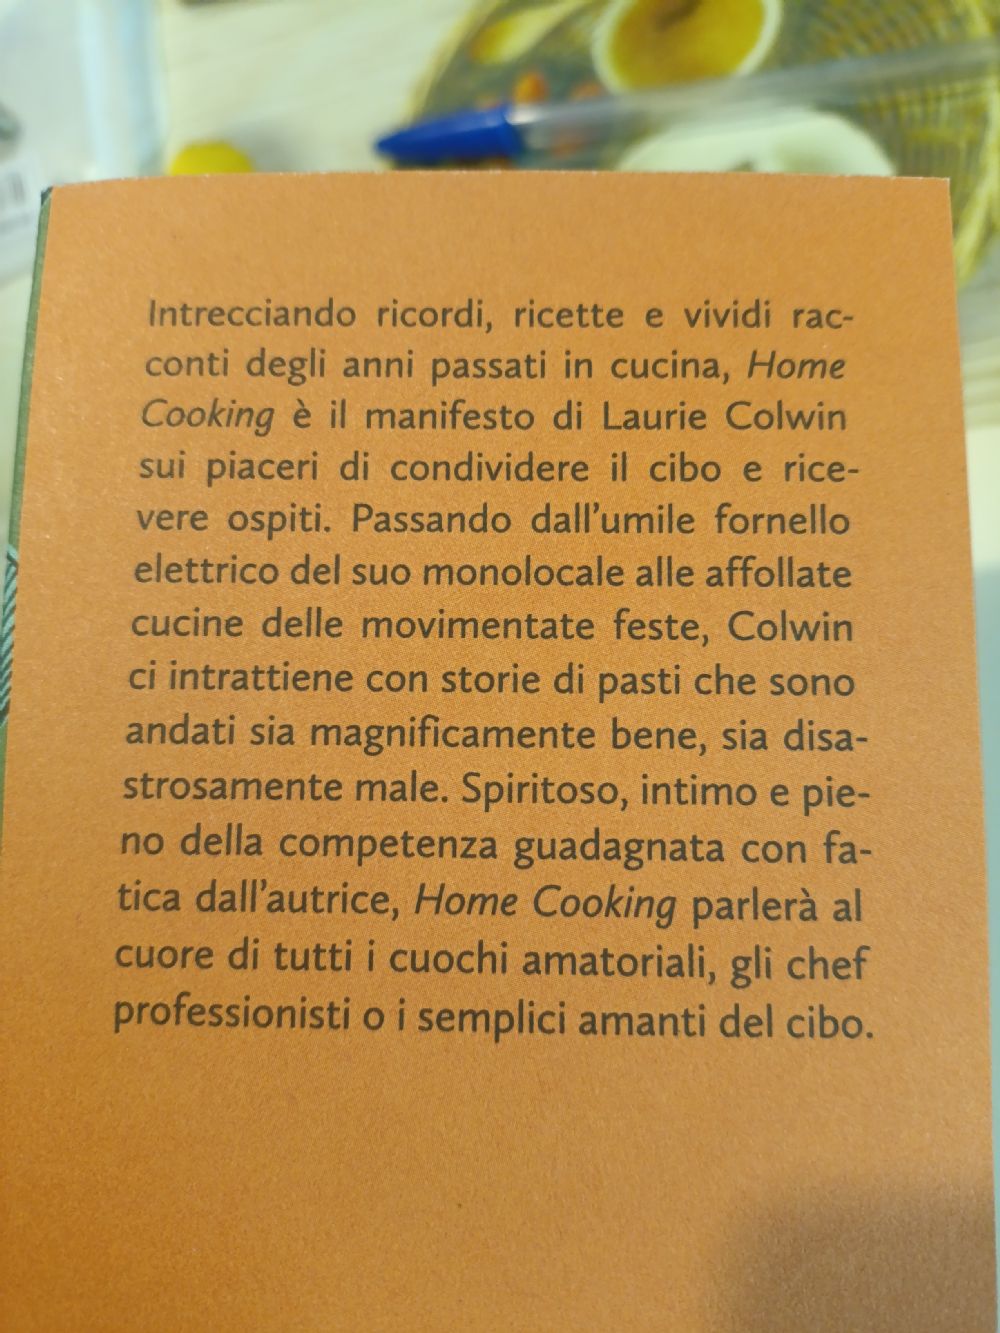 Intrecciando ricordi, ricette e vividi rac-
conti degli anni passati in cucina, Home
Cooking è il manifesto di Laurie Colwin
sui piaceri di condividere il cibo e rice-
vere ospiti. Passando dall'umile fornello
elettrico del suo monolocale alle affollate
cucine delle movimentate feste, Colwin
ci intrattiene con storie di pasti che sono
andati sia magnificamente bene, sia disa-
strosamente male. Spiritoso, intimo e pie-
no della competenza guadagnata con fa-
tica dall'autrice, Home Cooking parlerà al
cuore di tutti i cuochi amatoriali, gli chef
professionisti o i semplici amanti del cibo.